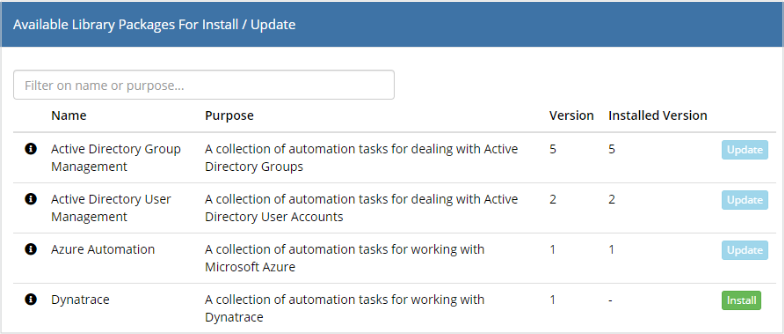 Available Library Packages For Install / Update
Filter on name or purpose...
Name Purpose Version Installed Version
Active Directory Group A collection of automation tasks for dealing with Active 5 5 Update
Management Directory Groups
Active Directory User A collection of automation tasks for dealing with Active 2 2 Update
Management Directory User Accounts
Azure Automation A collection of automation tasks for working with 1 1 Update
Microsoft Azure
Dynatrace A collection of automation tasks for working with 1 - Install
Dynatrace